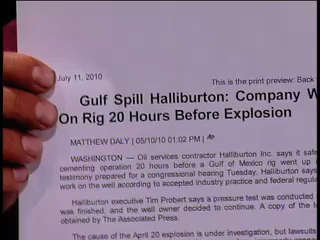 July 11, 2010
This is the print preview: Back
Gulf Spill Halliburton: Company W
On Rig 20 Hours Before Explosion
MATTHEW DALY | 05/10/10 01:02 PM | AP
WASHINGTON — Oil services contractor Halliburton Inc. says it safe
cementing operation 20 hours before a Gulf of Mexico rig went up i
testimony prepared for a congressional hearing Tuesday, Halliburton says
work on the well according to accepted industry practice and federal regula
Halliburton executive Tim Probert says a pressure test was conducted
was finished, and the well owner decided to continue. A copy of the t
obtained by The Associated Press.
The cause of the April 20 explosion is under investigation, but lawsuits